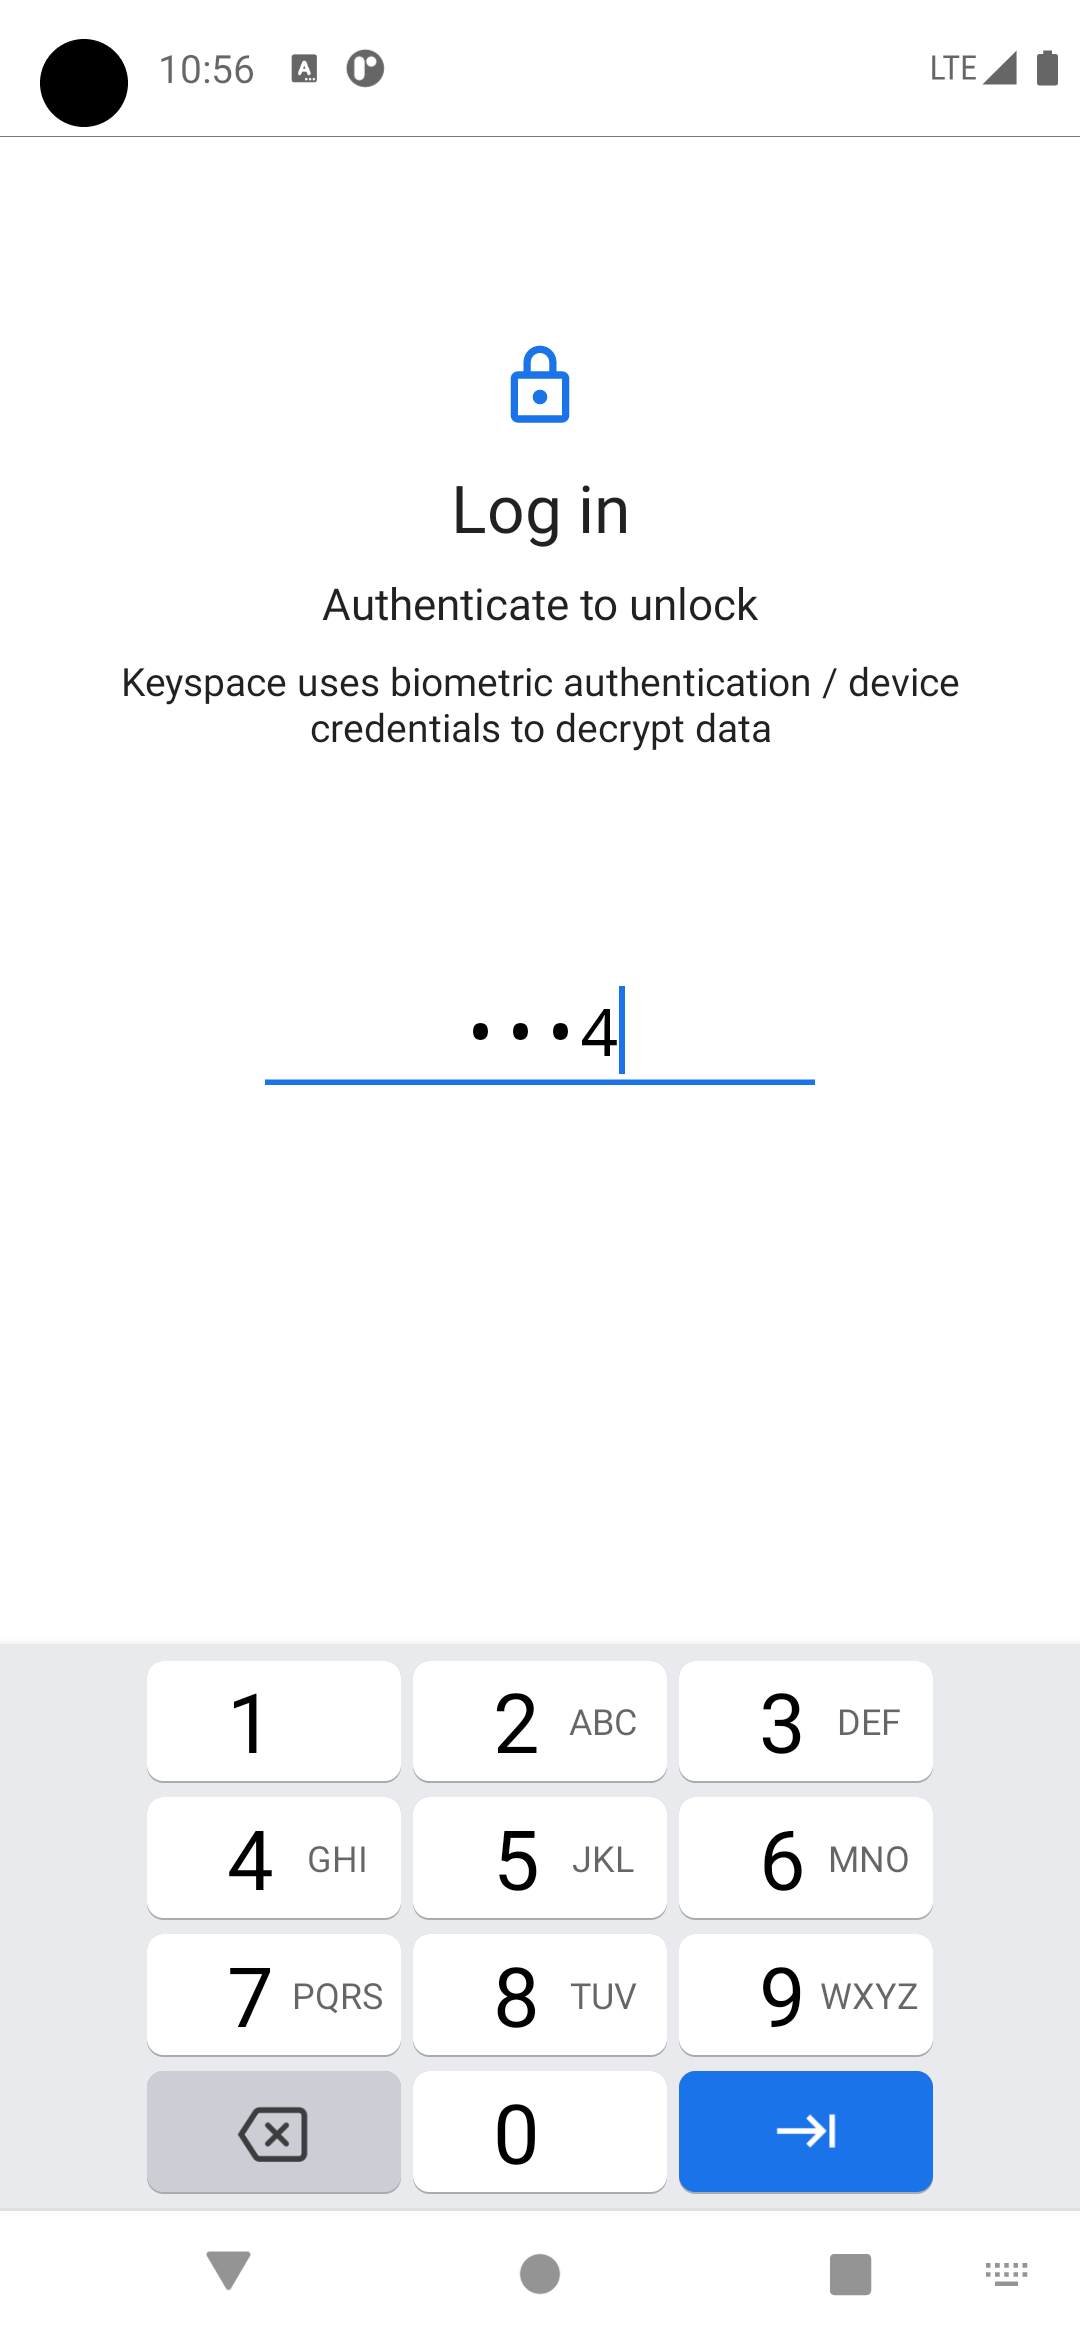 10:56
LTE
Log in
Authenticate to unlock
Keyspace uses biometric authentication / device
credentials to decrypt data
•••4
1
2 ABC
3 DEF
4 GHI
5 JKL
6 MNO
7 PQRS
8 TUV
9 WXYZ
0